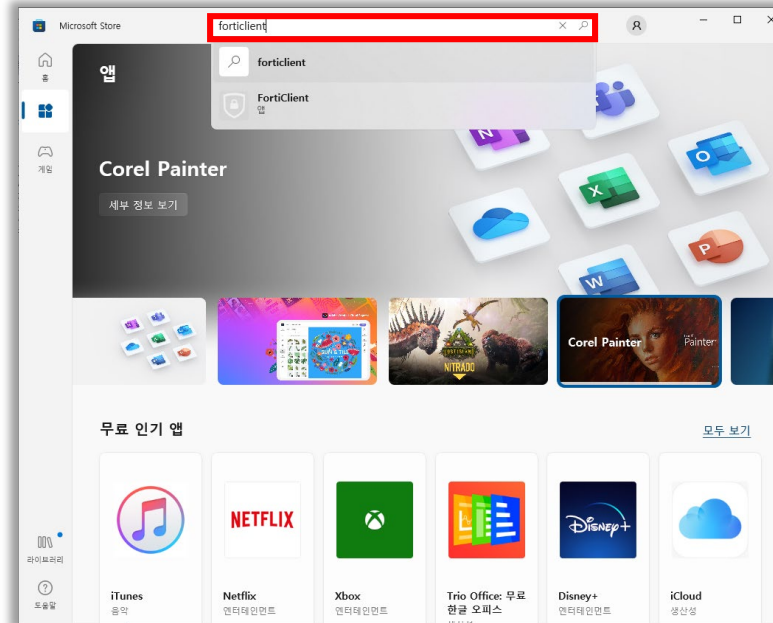 Microsoft Store
forticlient
홈
게임
라이브러리
도움말
앱
forticlient
FortiClient
앱
Corel Painter
세부 정보 보기
NITRADO
Corel Painter
Painter
무료 인기 앱
모두 보기
NETFLIX
Disney+
iTunes
음악
Netflix
엔터테인먼트
Xbox
엔터테인먼트
Trio Office: 무료
한글 오피스
Disney+
엔터테인먼트
iCloud
생산성